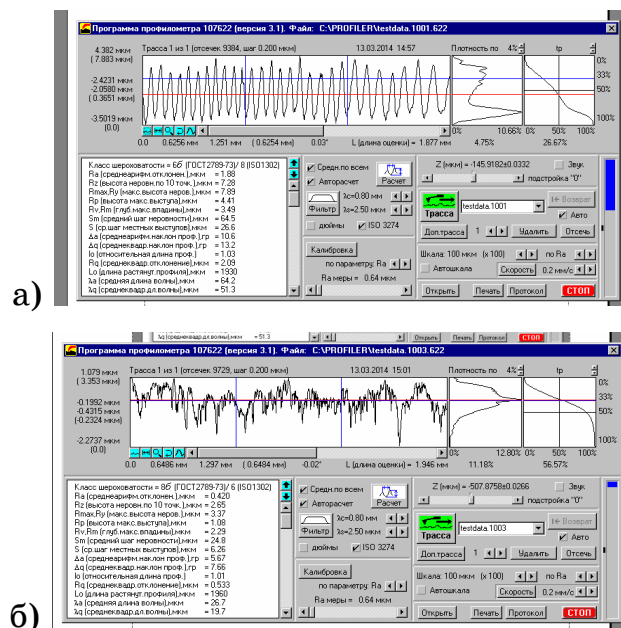 Программа профилометра 107622 (версия 3.1). Файл: C:\PROFILER\testdata.1001.622
4.382 мкм
( 7.883 мкм)
-2.4231 мкм
-2.0580 мкм
( 0.3651 мкм)
-3.5019 мкм
(0.0)
Трасса 1 из 1 (отсечек 9384, шаг 0.200 мкм) 13.03.2014 14:57
Плотность по 4% tp
0%
33%
50%
100%
0.0 0.6256 мм 1.251 мм ( 0.6254 мм) 0.03° L (длина оценки) = 1.877 мм
0% 10.66% 0% 50% 100%
4.75% 26.67%
Класс шероховатости = 6б (ГОСТ2789-73)/ 8 (ISO1302)
Ra (среднеарифм.отклонен.),мкм = 1.88
Rz (высота неровн.по 10 точк.),мкм = 7.28
Rmax,Ry (макс.высота неров.),мкм = 7.89
Rp (высота макс.выступа),мкм = 4.41
Rv,Rm (глуб.макс.впадины),мкм = 3.49
Sm (средний шаг неровности),мкм = 64.5
S (ср.шаг местных выступов),мкм = 26.6
Δa (среднеарифм.наклон проф.),гр = 10.6
Δq (среднеквадр.наклон проф.),гр = 13.2
lo (относительная длина проф.) = 1.03
Rq (среднеквадр.отклонение),мкм = 2.09
Lo (длина растянут.профиля),мкм = 1930
λa (средняя длина волны),мкм = 64.2
λq (среднеквадр.дл.волны),мкм = 51.3
Средн.по всем
Авторасчет
Расчет
Фильтр
λc=0.80 мм
λs=2.50 мкм
дюймы ISO 3274
Калибровка
по параметру: Ra
Ra меры = 0.64 мкм
Z (мкм) = -145.9182±0.0332 Звук
подстройка "0"
Трасса
testdata.1001
Возврат
Авто
Доп.трасса 1 Удалить Отсечь
Шкала: 100 мкм (x 100) по Ra
Автошкала Скорость 0.2 мм/с
Открыть Печать Протокол СТОП
а)
λq (среднеквадр.дл.волны),мкм = 51.3
Открыть Печать Протокол СТОП
Программа профилометра 107622 (версия 3.1). Файл: C:\PROFILER\testdata.1003.622
1.079 мкм
( 3.353 мкм)
-0.1992 мкм
-0.4315 мкм
(-0.2324 мкм)
-2.2737 мкм
(0.0)
Трасса 1 из 1 (отсечек 9729, шаг 0.200 мкм) 13.03.2014 15:01
Плотность по 4% tp
0%
33%
50%
100%
0.0 0.6486 мм 1.297 мм ( 0.6484 мм) -0.02° L (длина оценки) = 1.946 мм
0% 12.80% 0% 50% 100%
11.18% 56.57%
Класс шероховатости = 8б (ГОСТ2789-73)/ 6 (ISO1302)
Ra (среднеарифм.отклонен.),мкм = 0.420
Rz (высота неровн.по 10 точк.),мкм = 2.65
Rmax,Ry (макс.высота неров.),мкм = 3.37
Rp (высота макс.выступа),мкм = 1.08
Rv,Rm (глуб.макс.впадины),мкм = 2.29
Sm (средний шаг неровности),мкм = 24.8
S (ср.шаг местных выступов),мкм = 6.26
Δa (среднеарифм.наклон проф.),гр = 5.67
Δq (среднеквадр.наклон проф.),гр = 7.66
lo (относительная длина проф.) = 1.01
Rq (среднеквадр.отклонение),мкм = 0.533
Lo (длина растянут.профиля),мкм = 1960
λa (средняя длина волны),мкм = 26.7
λq (среднеквадр.дл.волны),мкм = 19.7
Средн.по всем
Авторасчет
Расчет
Фильтр
λc=0.80 мм
λs=2.50 мкм
дюймы ISO 3274
Калибровка
по параметру: Ra
Ra меры = 0.64 мкм
Z (мкм) = -507.8758±0.0266 Звук
подстройка "0"
Трасса
testdata.1003
Возврат
Авто
Доп.трасса 1 Удалить Отсечь
Шкала: 100 мкм (x 100) по Ra
Автошкала Скорость 0.2 мм/с
Открыть Печать Протокол СТОП
б)